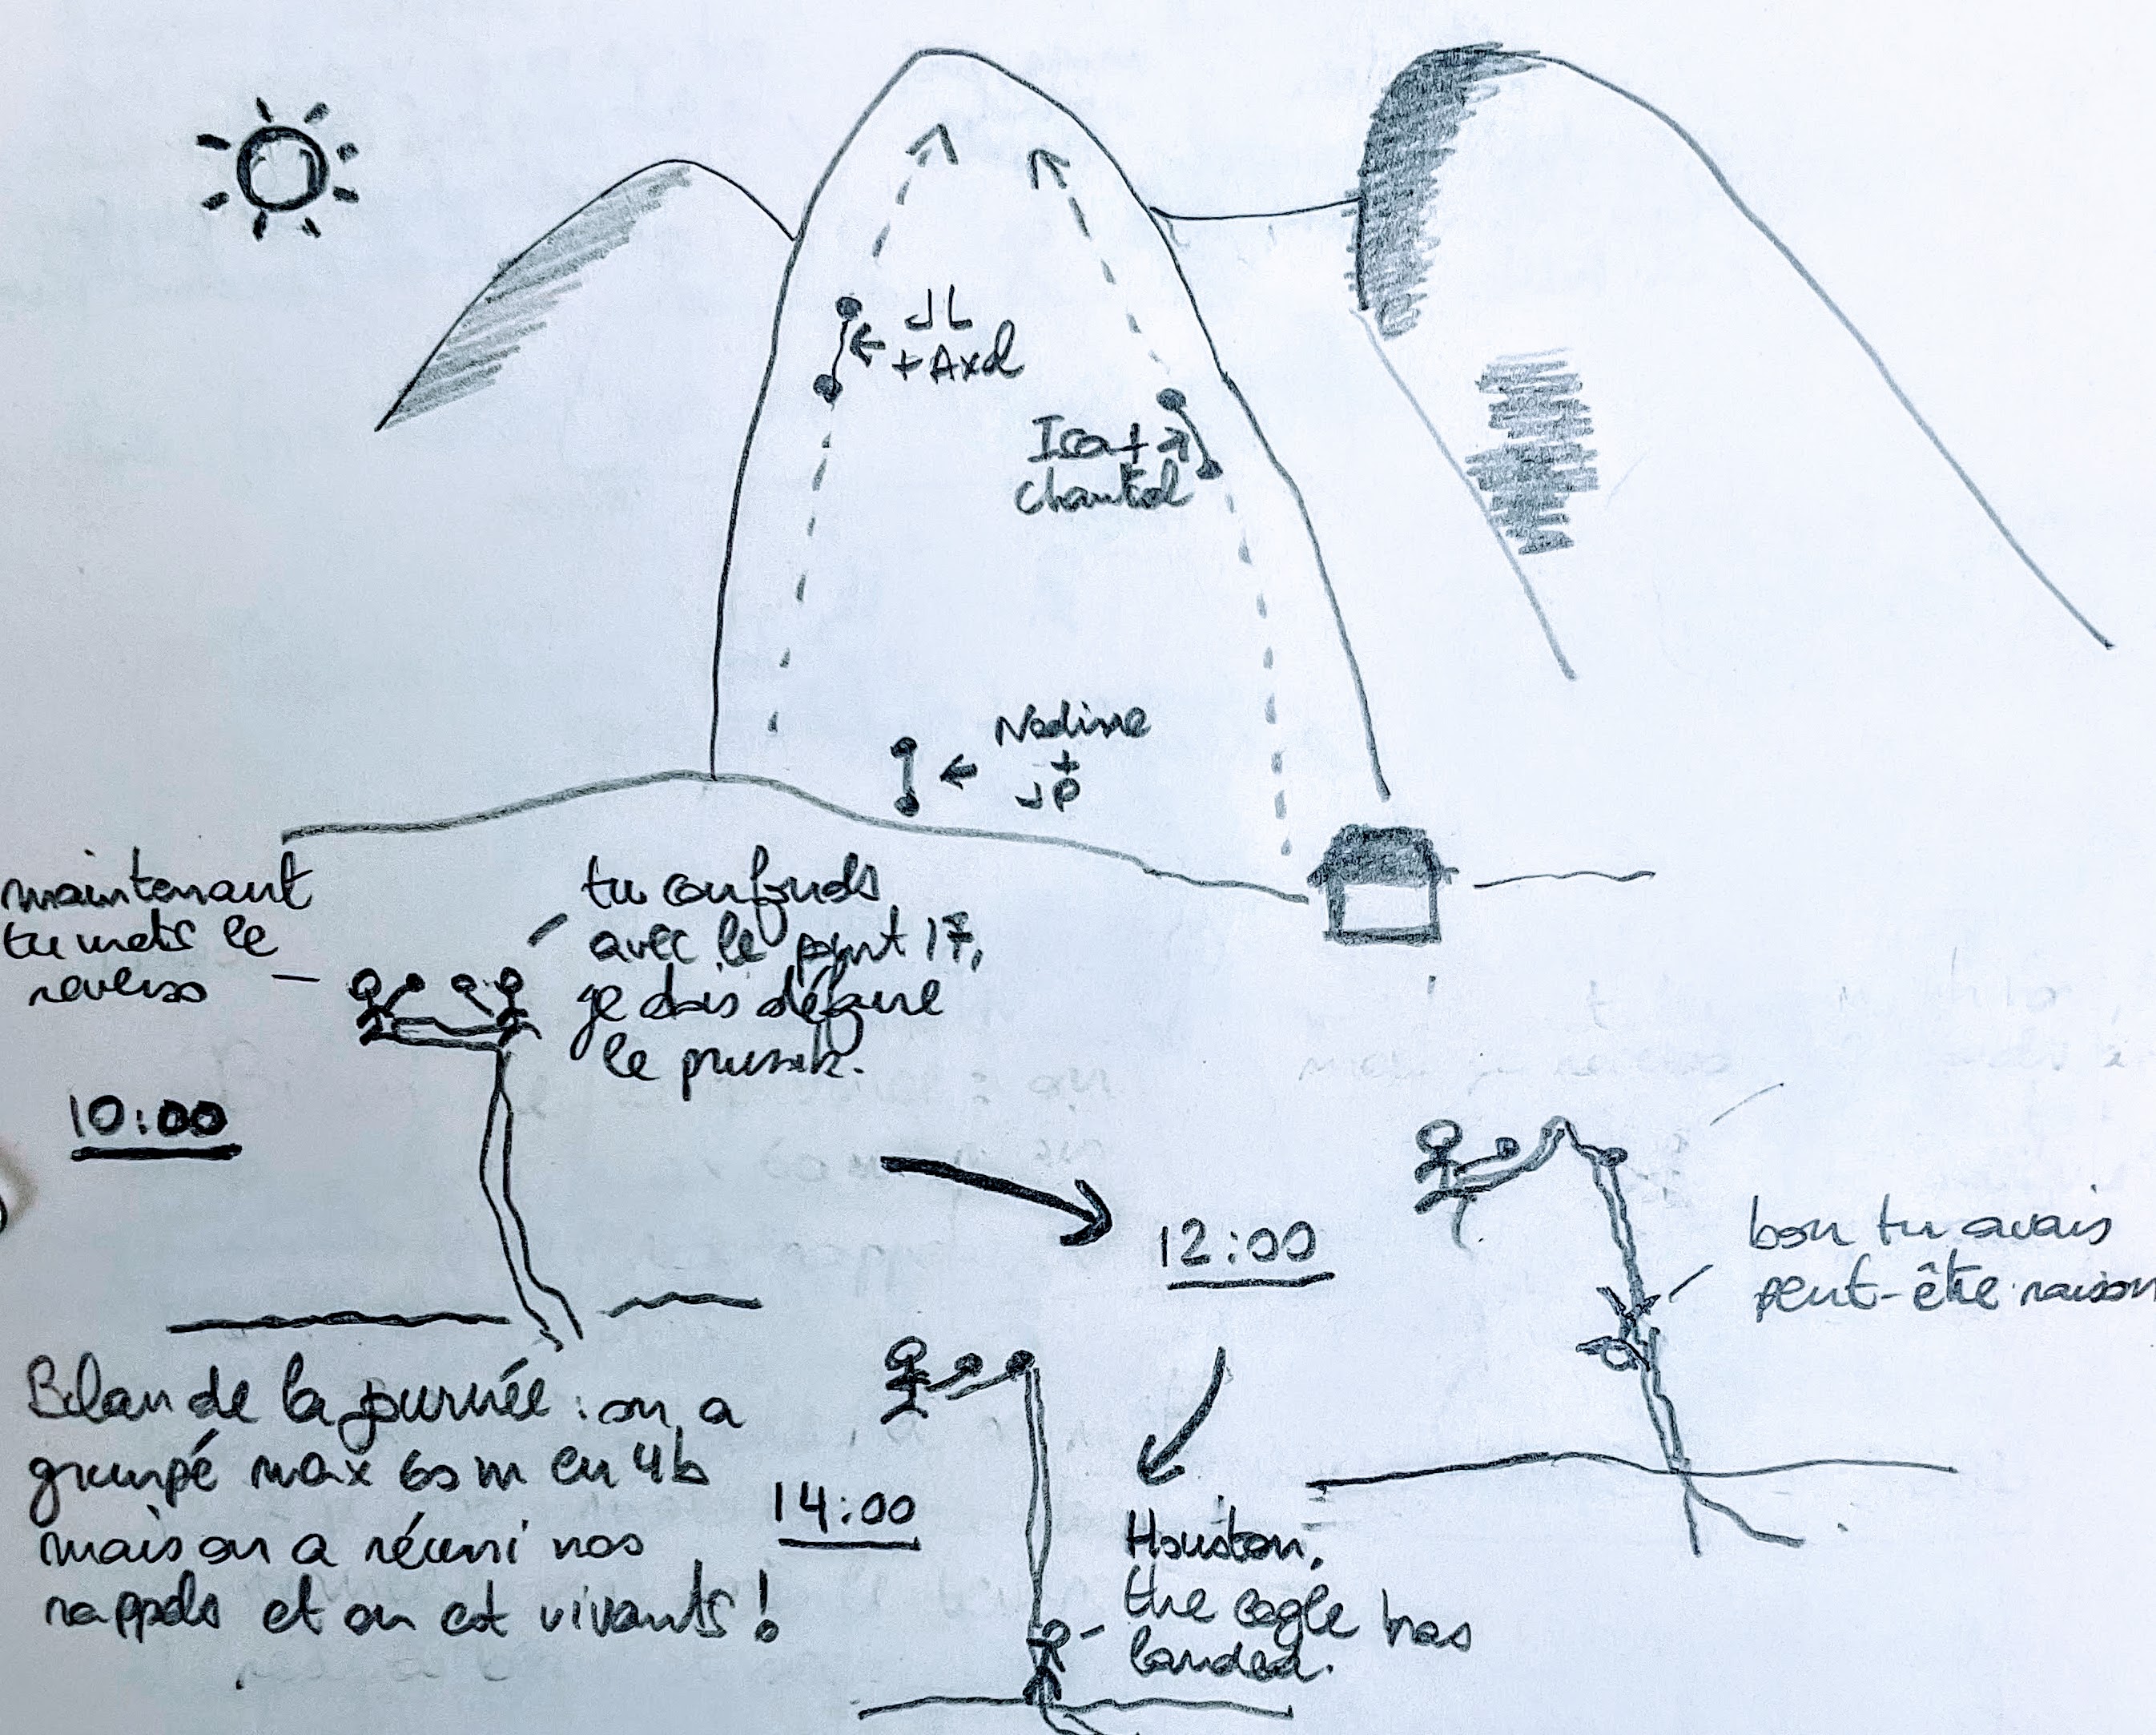 JL
+ Axel
Isa +
Chantal
Nadine
+
JP
maintenant
tu mets le
reverso
tu confonds
avec le point 17,
je dois défaire
le prusik.
10:00
12:00
bon tu avais
peut-être raison
Bilan de la journée : on a
grimpé max 60 m en 4b
mais on a réussi nos
rappels et on est vivants !
14:00
Houston,
the eagle has
landed.